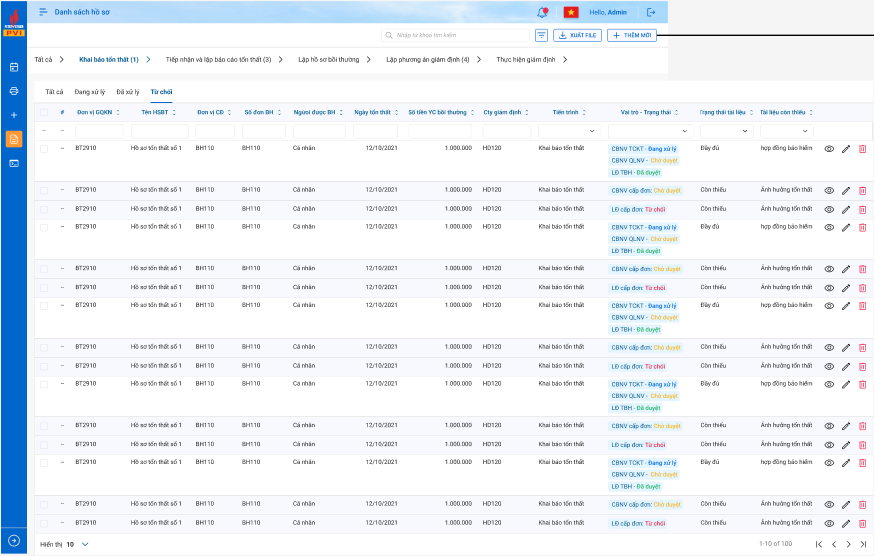 Danh sách hồ sơ
Hello, Admin
PVI
Nhập từ khoá tìm kiếm
XUẤT FILE
THÊM MỚI
Tất cả
Khai báo tổn thất (1)
Tiếp nhận và lập báo cáo tổn thất (3)
Lập hồ sơ bồi thường
Lập phương án giám định (4)
Thực hiện giám định
Tất cả Đang xử lý Đã xử lý Từ chối
# Đơn vị GQKN Tên HSBT Đơn vị CĐ Số đơn BH Người được BH Ngày tổn thất Số tiền YC bồi thường Cty giám định Tiến trình Vai trò - Trạng thái Trạng thái tài liệu Tài liệu còn thiếu
-- --
-- BT2910 Hồ sơ tổn thất số 1 BH110 BH110 Cá nhân 12/10/2021 1.000.000 HD120 Khai báo tổn thất CBNV TCKT - Đang xử lý Đầy đủ hợp đồng bảo hiểm
CBNV QLNV - Chờ duyệt
LĐ TBH - Đã duyệt
-- BT2910 Hồ sơ tổn thất số 1 BH110 BH110 Cá nhân 12/10/2021 1.000.000 HD120 Khai báo tổn thất CBNV cấp đơn: Chờ duyệt Còn thiếu Ảnh hưởng tổn thất
-- BT2910 Hồ sơ tổn thất số 1 BH110 BH110 Cá nhân 12/10/2021 1.000.000 HD120 Khai báo tổn thất LĐ cấp đơn: Từ chối Còn thiếu Ảnh hưởng tổn thất
-- BT2910 Hồ sơ tổn thất số 1 BH110 BH110 Cá nhân 12/10/2021 1.000.000 HD120 Khai báo tổn thất CBNV TCKT - Đang xử lý Đầy đủ hợp đồng bảo hiểm
CBNV QLNV - Chờ duyệt
LĐ TBH - Đã duyệt
-- BT2910 Hồ sơ tổn thất số 1 BH110 BH110 Cá nhân 12/10/2021 1.000.000 HD120 Khai báo tổn thất CBNV cấp đơn: Chờ duyệt Còn thiếu Ảnh hưởng tổn thất
-- BT2910 Hồ sơ tổn thất số 1 BH110 BH110 Cá nhân 12/10/2021 1.000.000 HD120 Khai báo tổn thất LĐ cấp đơn: Từ chối Còn thiếu Ảnh hưởng tổn thất
-- BT2910 Hồ sơ tổn thất số 1 BH110 BH110 Cá nhân 12/10/2021 1.000.000 HD120 Khai báo tổn thất CBNV TCKT - Đang xử lý Đầy đủ hợp đồng bảo hiểm
CBNV QLNV - Chờ duyệt
LĐ TBH - Đã duyệt
-- BT2910 Hồ sơ tổn thất số 1 BH110 BH110 Cá nhân 12/10/2021 1.000.000 HD120 Khai báo tổn thất CBNV cấp đơn: Chờ duyệt Còn thiếu Ảnh hưởng tổn thất
-- BT2910 Hồ sơ tổn thất số 1 BH110 BH110 Cá nhân 12/10/2021 1.000.000 HD120 Khai báo tổn thất LĐ cấp đơn: Từ chối Còn thiếu Ảnh hưởng tổn thất
-- BT2910 Hồ sơ tổn thất số 1 BH110 BH110 Cá nhân 12/10/2021 1.000.000 HD120 Khai báo tổn thất CBNV TCKT - Đang xử lý Đầy đủ hợp đồng bảo hiểm
CBNV QLNV - Chờ duyệt
LĐ TBH - Đã duyệt
-- BT2910 Hồ sơ tổn thất số 1 BH110 BH110 Cá nhân 12/10/2021 1.000.000 HD120 Khai báo tổn thất CBNV cấp đơn: Chờ duyệt Còn thiếu Ảnh hưởng tổn thất
-- BT2910 Hồ sơ tổn thất số 1 BH110 BH110 Cá nhân 12/10/2021 1.000.000 HD120 Khai báo tổn thất LĐ cấp đơn: Từ chối Còn thiếu Ảnh hưởng tổn thất
-- BT2910 Hồ sơ tổn thất số 1 BH110 BH110 Cá nhân 12/10/2021 1.000.000 HD120 Khai báo tổn thất CBNV TCKT - Đang xử lý Đầy đủ hợp đồng bảo hiểm
CBNV QLNV - Chờ duyệt
LĐ TBH - Đã duyệt
-- BT2910 Hồ sơ tổn thất số 1 BH110 BH110 Cá nhân 12/10/2021 1.000.000 HD120 Khai báo tổn thất CBNV cấp đơn: Chờ duyệt Còn thiếu Ảnh hưởng tổn thất
-- BT2910 Hồ sơ tổn thất số 1 BH110 BH110 Cá nhân 12/10/2021 1.000.000 HD120 Khai báo tổn thất LĐ cấp đơn: Từ chối Còn thiếu Ảnh hưởng tổn thất
Hiển thị 10
1-10 of 100